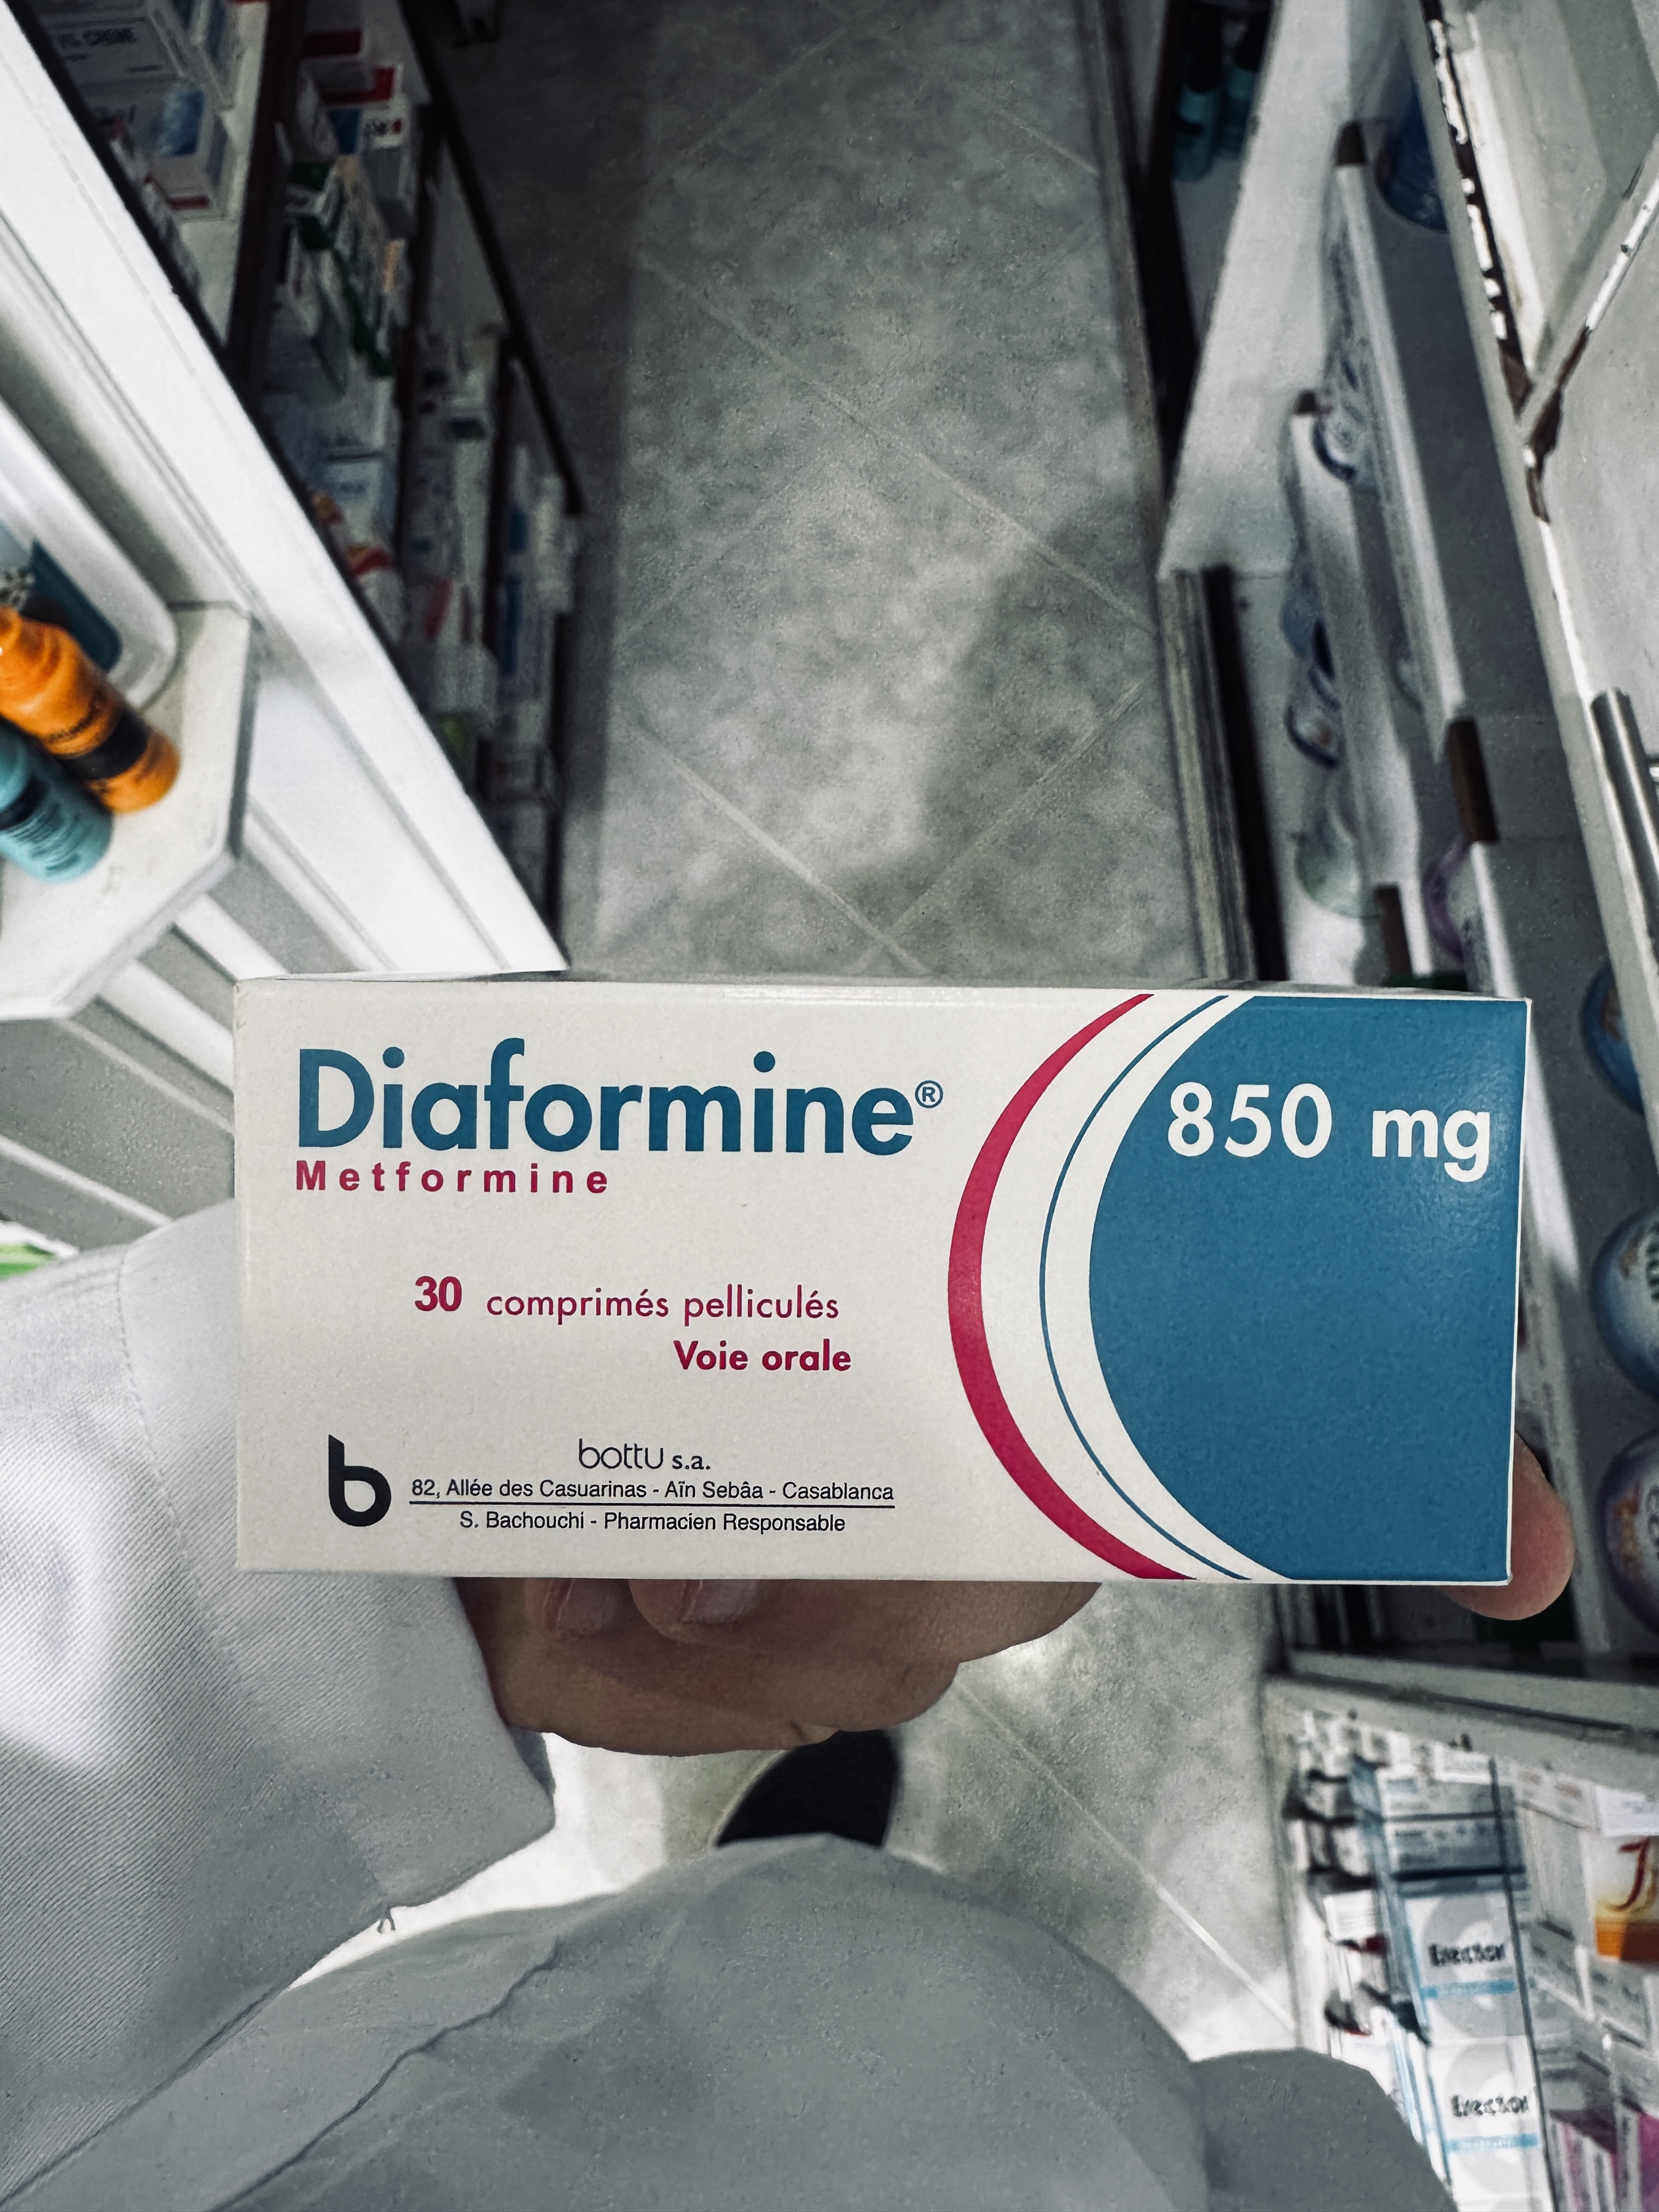 Diaformine®
850 mg
Metformine
30 comprimés pelliculés
Voie orale
b
bottu s.a.
82, Allée des Casuarinas - Aïn Sebâa - Casablanca
S. Bachouchi - Pharmacien Responsable